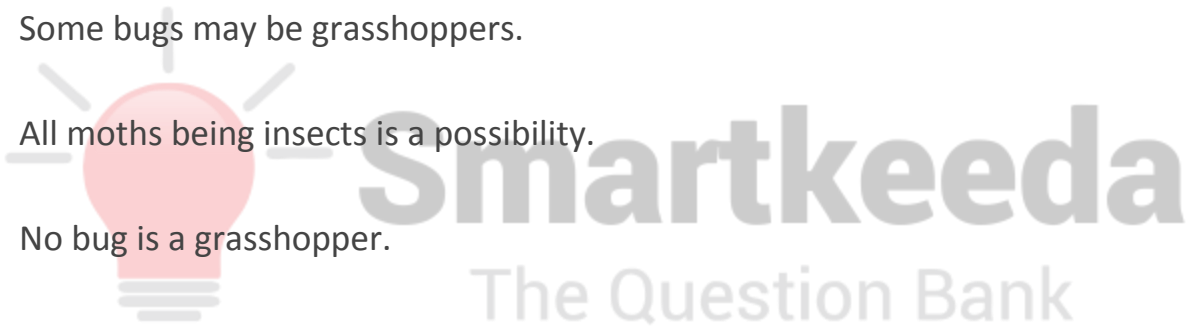 Some bugs may be grasshoppers.
All moths being insects is a possibility.
Smartkeeda
No bug is a grasshopper.
The Question Bank